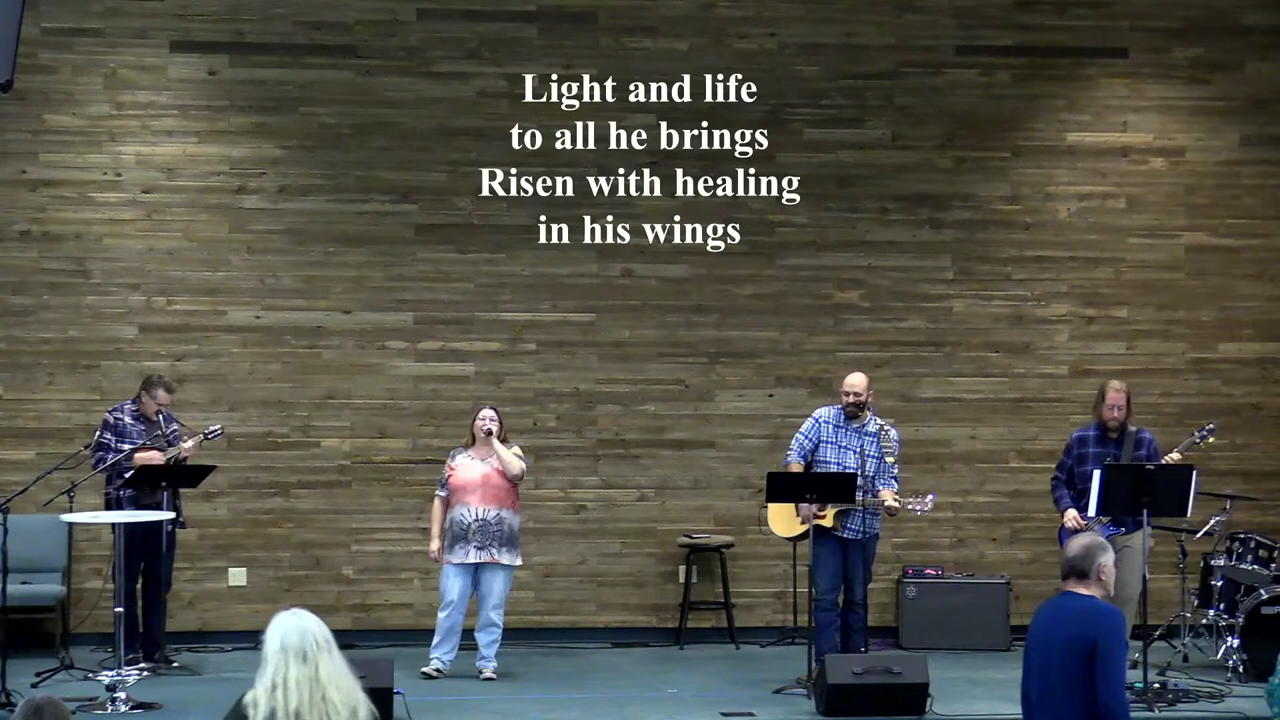 Light and life
to all he brings
Risen with healing
in his wings